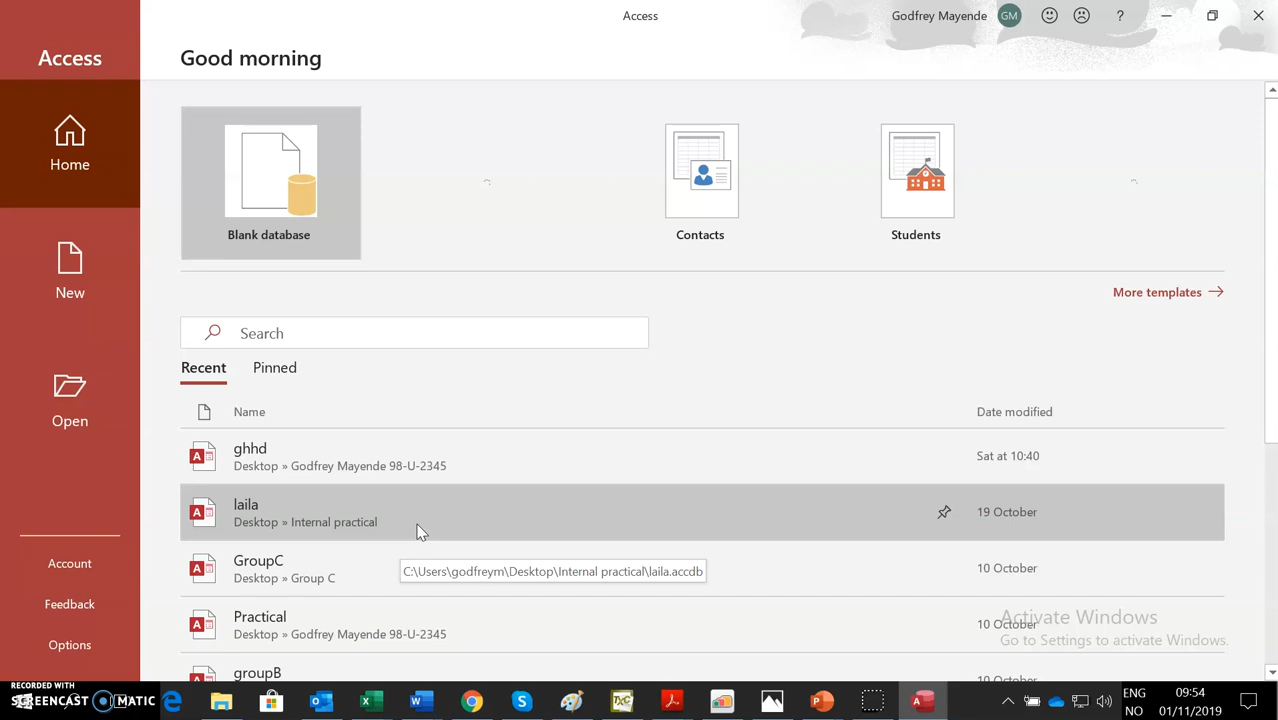 Access
Godfrey Mayende GM ?
Access
Good morning
Home
New
Open
Account
Feedback
Options
Blank database
Contacts
Students
More templates
Search
Recent Pinned
Name Date modified
ghhd
Desktop » Godfrey Mayende 98-U-2345
Sat at 10:40
laila
Desktop » Internal practical
19 October
GroupC
Desktop » Group C
10 October
C:\Users\godfreym\Desktop\Internal practical\laila.accdb
Practical
Desktop » Godfrey Mayende 98-U-2345
10 October
groupB
10 October
Activate Windows
Go to Settings to activate Windows.
RECORDED WITH
SCREENCAST MATIC
ENG
NO
09:54
01/11/2019